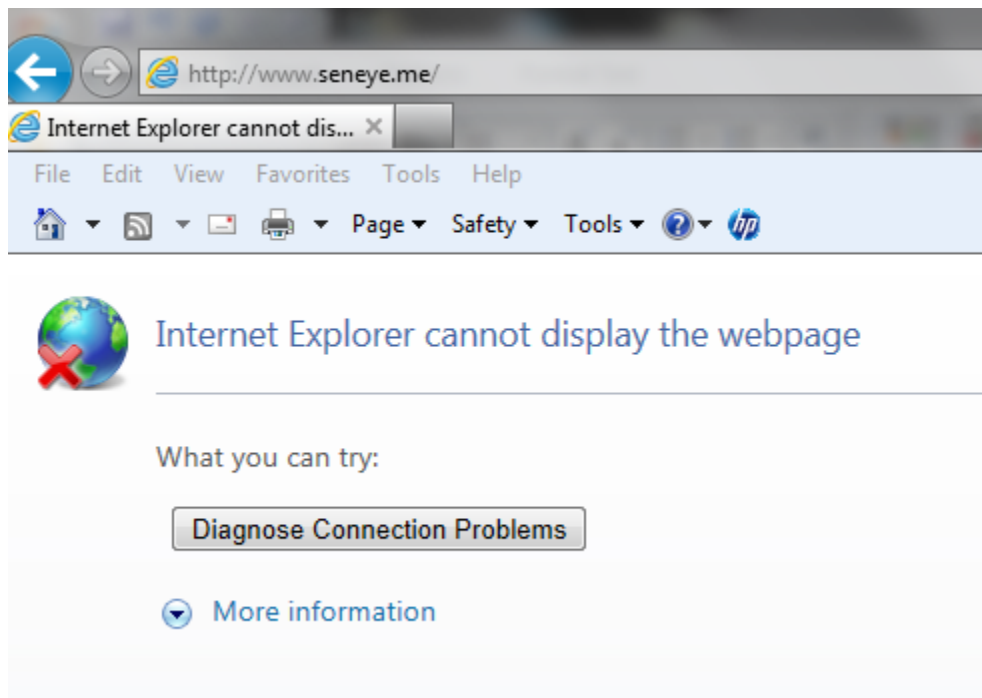 http://www.seneye.me/
Internet Explorer cannot dis...
File Edit View Favorites Tools Help
Page Safety Tools
hp
Internet Explorer cannot display the webpage
What you can try:
Diagnose Connection Problems
More information